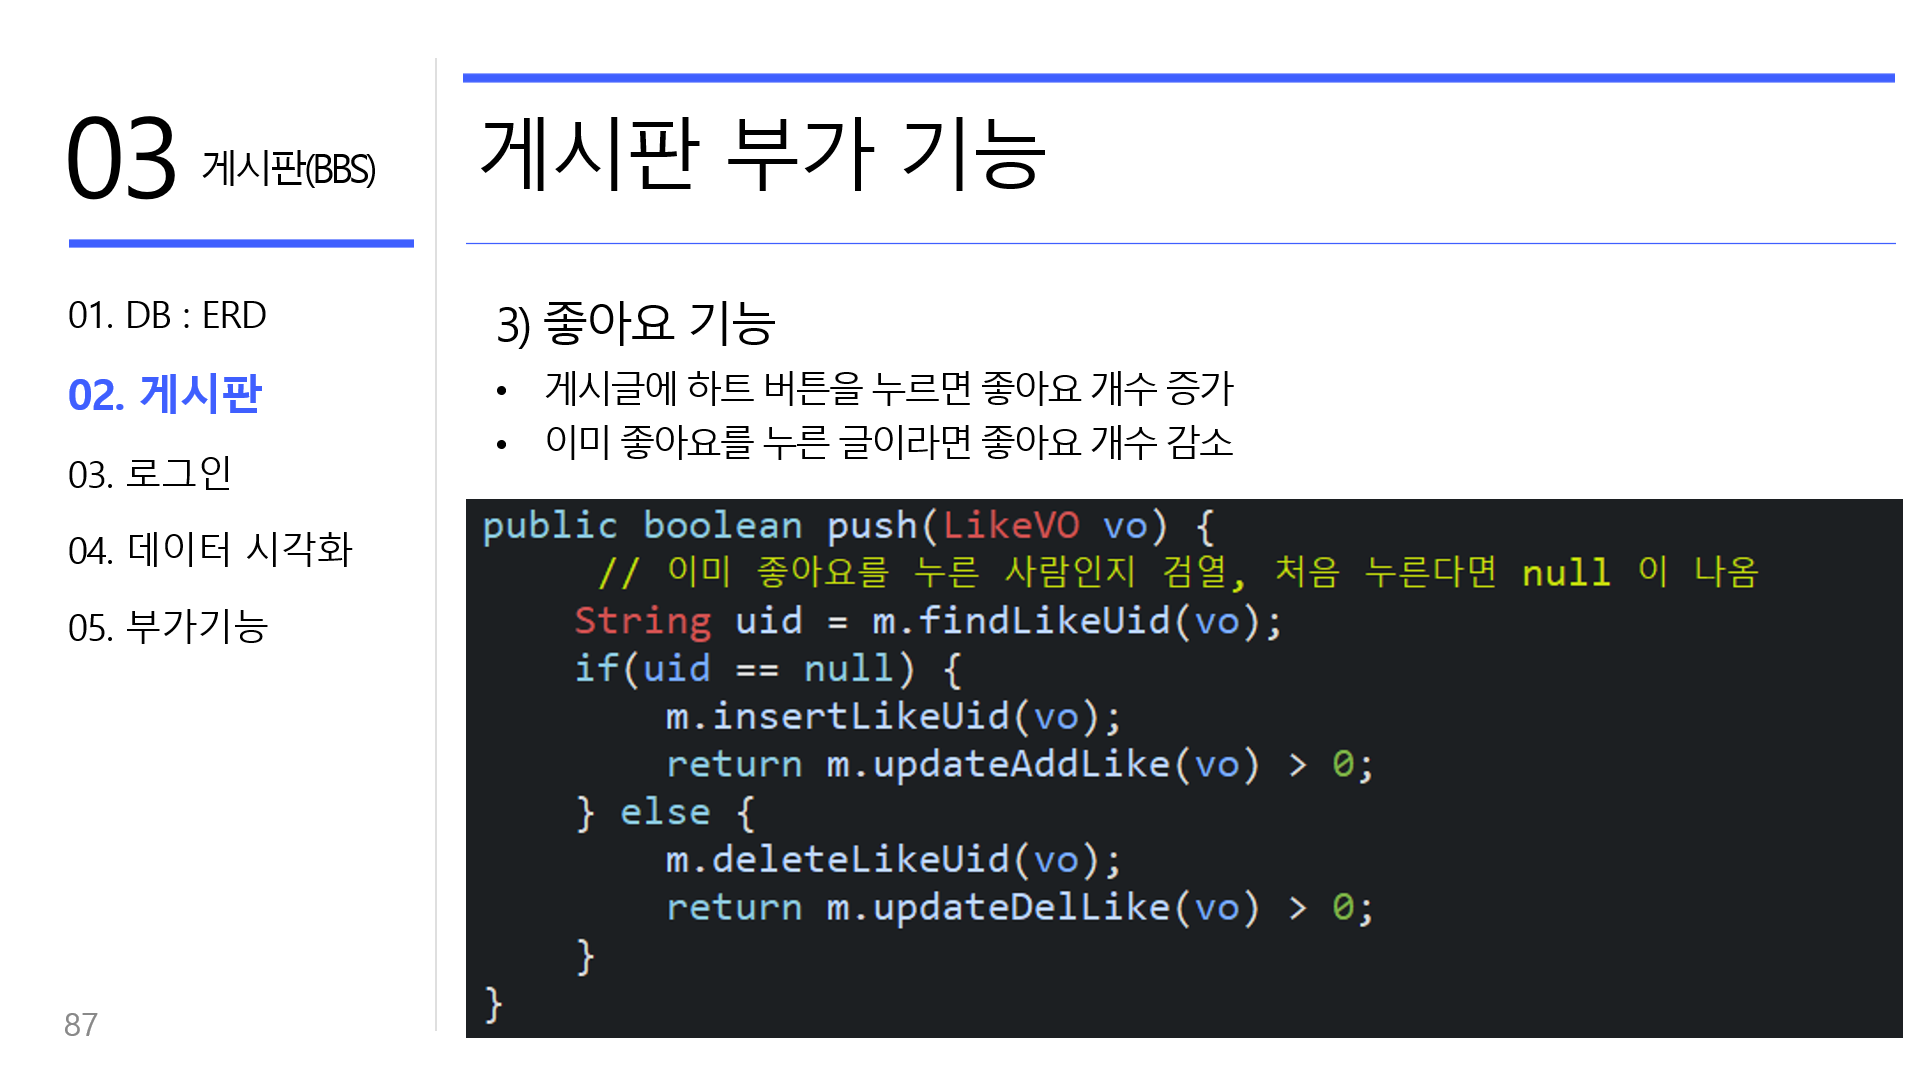 03 게시판(BBS)
01. DB : ERD
02. 게시판
03. 로그인
04. 데이터 시각화
05. 부가기능
87
게시판 부가 기능
3) 좋아요 기능
• 게시글에 하트 버튼을 누르면 좋아요 개수 증가
• 이미 좋아요를 누른 글이라면 좋아요 개수 감소
public boolean push(LikeVO vo) {
// 이미 좋아요를 누른 사람인지 검열, 처음 누른다면 null 이 나옴
String uid = m.findLikeUid(vo);
if(uid == null) {
m.insertLikeUid(vo);
return m.updateAddLike(vo) > 0;
} else {
m.deleteLikeUid(vo);
return m.updateDelLike(vo) > 0;
}
}